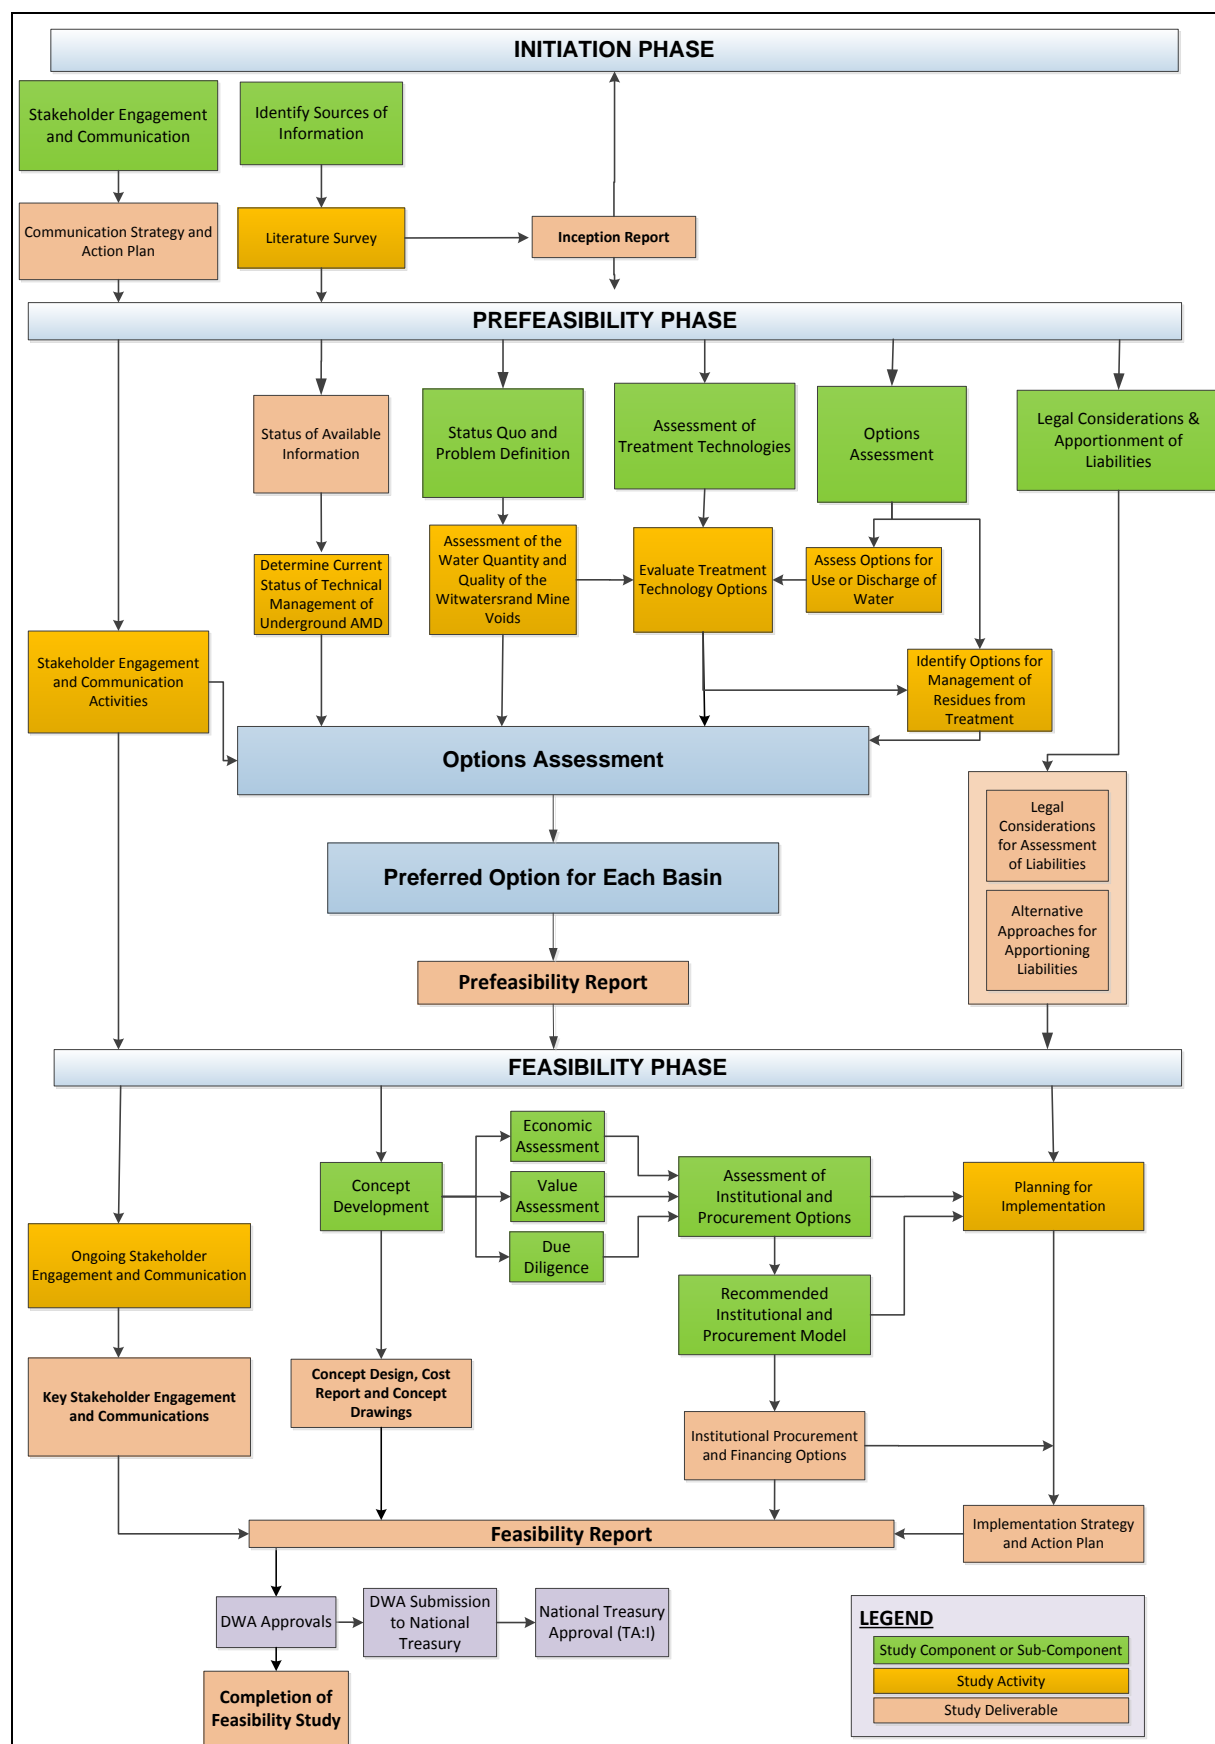 INITIATION PHASE
Stakeholder Engagement
and Communication
Identify Sources of
Information
Communication Strategy and
Action Plan
Literature Survey
Inception Report
PREFEASIBILITY PHASE
Status of Available
Information
Status Quo and
Problem Definition
Assessment of
Treatment Technologies
Options
Assessment
Legal Considerations &
Apportionment of
Liabilities
Determine Current
Status of Technical
Management of
Underground AMD
Assessment of the
Water Quantity and
Quality of the
Witwatersrand Mine
Voids
Evaluate Treatment
Technology Options
Assess Options for
Use or Discharge of
Water
Stakeholder Engagement
and Communication
Activities
Identify Options for
Management of
Residues from
Treatment
Options Assessment
Legal
Considerations
for Assessment
of Liabilities
Preferred Option for Each Basin
Alternative
Approaches for
Apportioning
Liabilities
Prefeasibility Report
FEASIBILITY PHASE
Economic
Assessment
Concept
Development
Value
Assessment
Due
Diligence
Assessment of
Institutional and
Procurement Options
Planning for
Implementation
Ongoing Stakeholder
Engagement and Communication
Recommended
Institutional and
Procurement Model
Key Stakeholder Engagement
and Communications
Concept Design, Cost
Report and Concept
Drawings
Institutional Procurement
and Financing Options
Feasibility Report
Implementation Strategy
and Action Plan
DWA Approvals
DWA Submission
to National
Treasury
National Treasury
Approval (TA:I)
Completion of
Feasibility Study
LEGEND
Study Component or Sub-Component
Study Activity
Study Deliverable